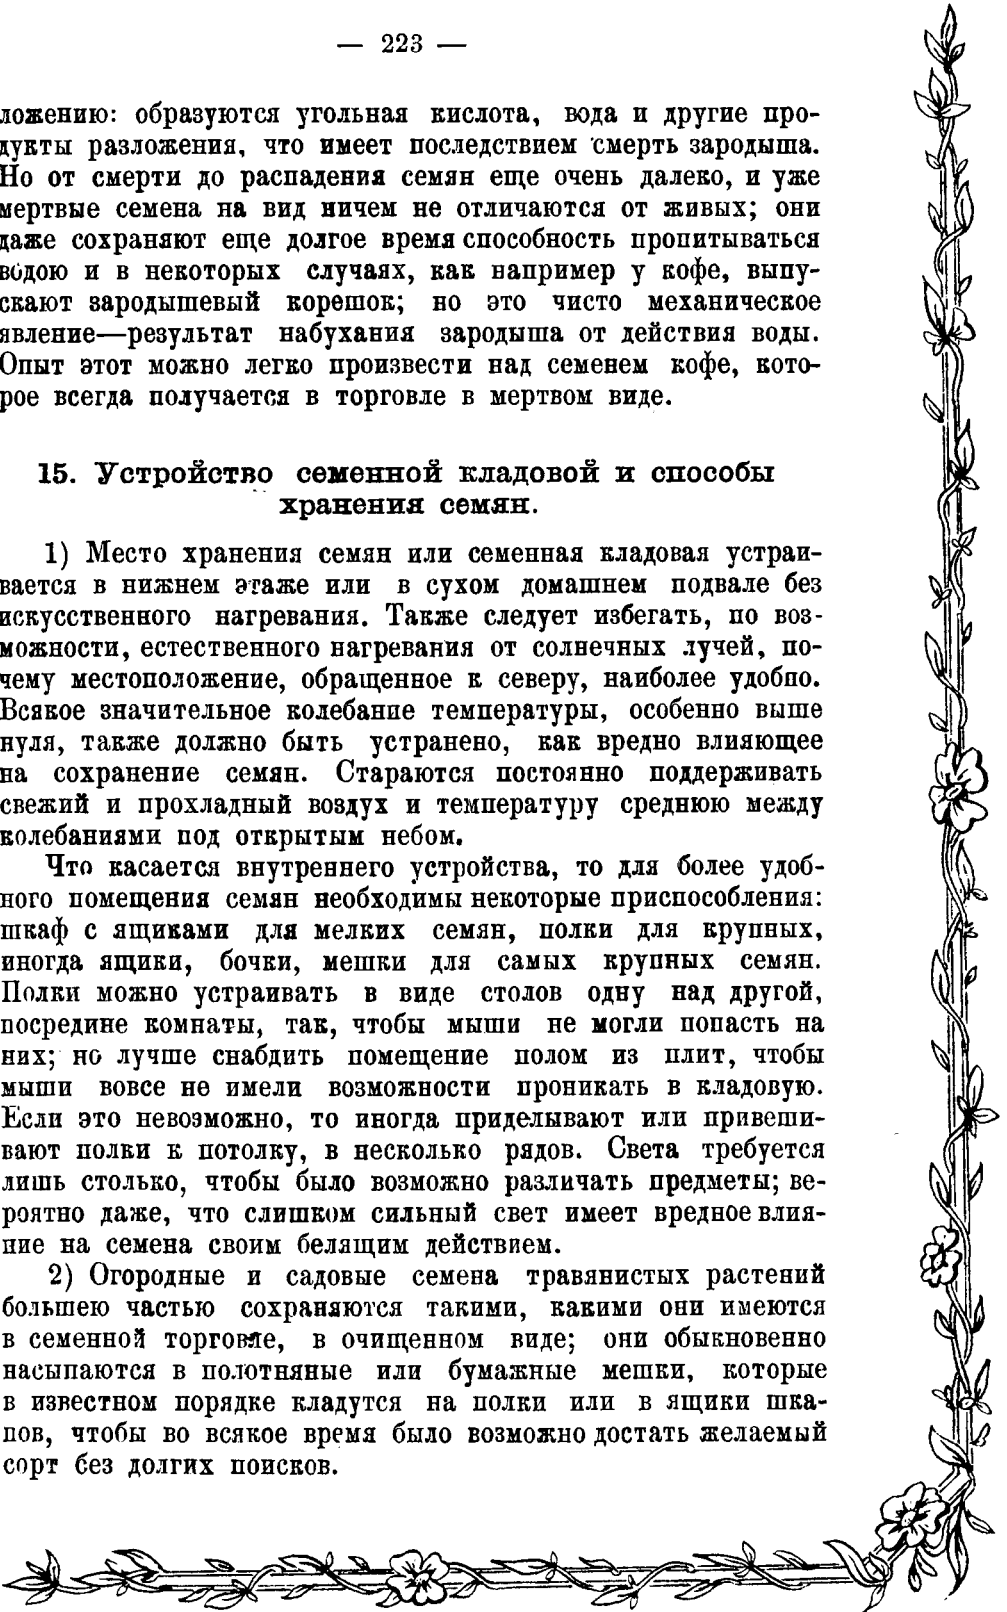 — 223 —
ложению: образуются угольная кислота, вода и другие про-
дукты разложения, что имеет последствием смерть зародыша.
Но от смерти до распадения семян еще очень далеко, и уже
мертвые семена на вид ничем не отличаются от живых; они
даже сохраняют еще долгое время способность пропитываться
водою и в некоторых случаях, как например у кофе, выпу-
скают зародышевый корешок; но это чисто механическое
явление—результат набухания зародыша от действия воды.
Опыт этот можно легко произвести над семенем кофе, кото-
рое всегда получается в торговле в мертвом виде.
15. Устройство семенной кладовой и способы
хранения семян.
1) Место хранения семян или семенная кладовая устраи-
вается в нижнем этаже или в сухом домашнем подвале без
искусственного нагревания. Также следует избегать, по воз-
можности, естественного нагревания от солнечных лучей, по-
чему местоположение, обращенное к северу, наиболее удобно.
Всякое значительное колебание температуры, особенно выше
нуля, также должно быть устранено, как вредно влияющее
на сохранение семян. Стараются постоянно поддерживать
свежий и прохладный воздух и температуру среднюю между
колебаниями под открытым небом.
Что касается внутреннего устройства, то для более удоб-
ного помещения семян необходимы некоторые приспособления:
шкаф с ящиками для мелких семян, полки для крупных,
иногда ящики, бочки, мешки для самых крупных семян.
Полки можно устраивать в виде столов одну над другой,
посредине комнаты, так, чтобы мыши не могли попасть на
них; но лучше снабдить помещение полом из плит, чтобы
мыши вовсе не имели возможности проникать в кладовую.
Если это невозможно, то иногда приделывают или привеши-
вают полки к потолку, в несколько рядов. Света требуется
лишь столько, чтобы было возможно различать предметы; ве-
роятно даже, что слишком сильный свет имеет вредное влия-
ние на семена своим белящим действием.
2) Огородные и садовые семена травянистых растений
большею частью сохраняются такими, какими они имеются
в семенной торговле, в очищенном виде; они обыкновенно
насыпаются в полотняные или бумажные мешки, которые
в известном порядке кладутся на полки или в ящики шка-
пов, чтобы во всякое время было возможно достать желаемый
сорт без долгих поисков.